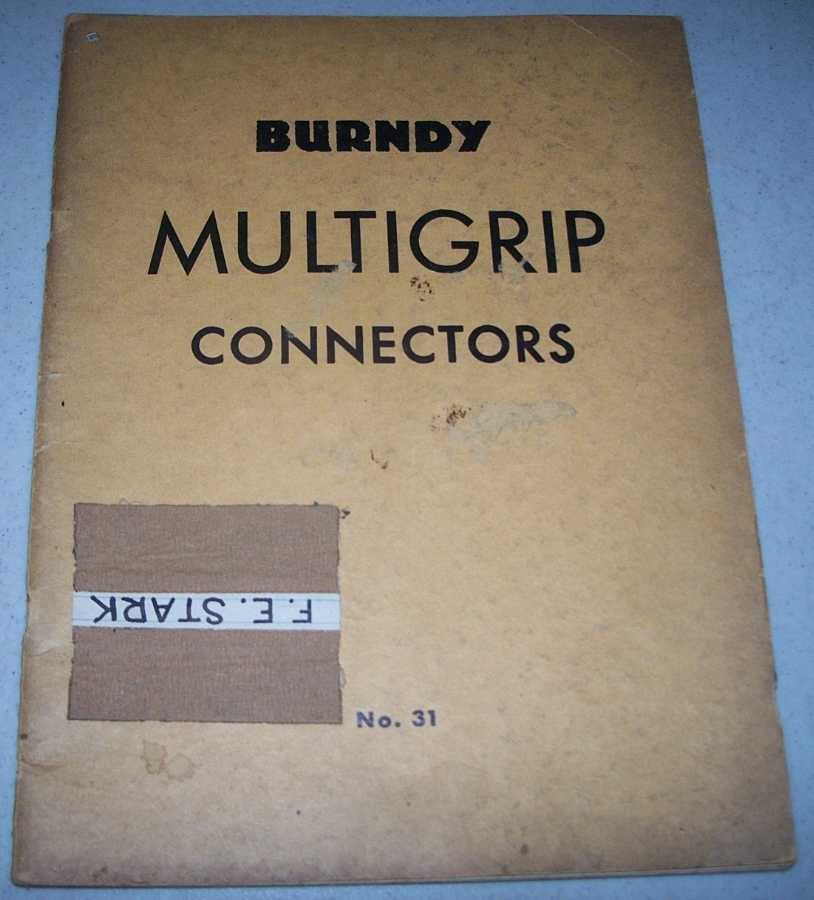 BURNDY
MULTIGRIP
CONNECTORS
F.E. STARK
No. 31